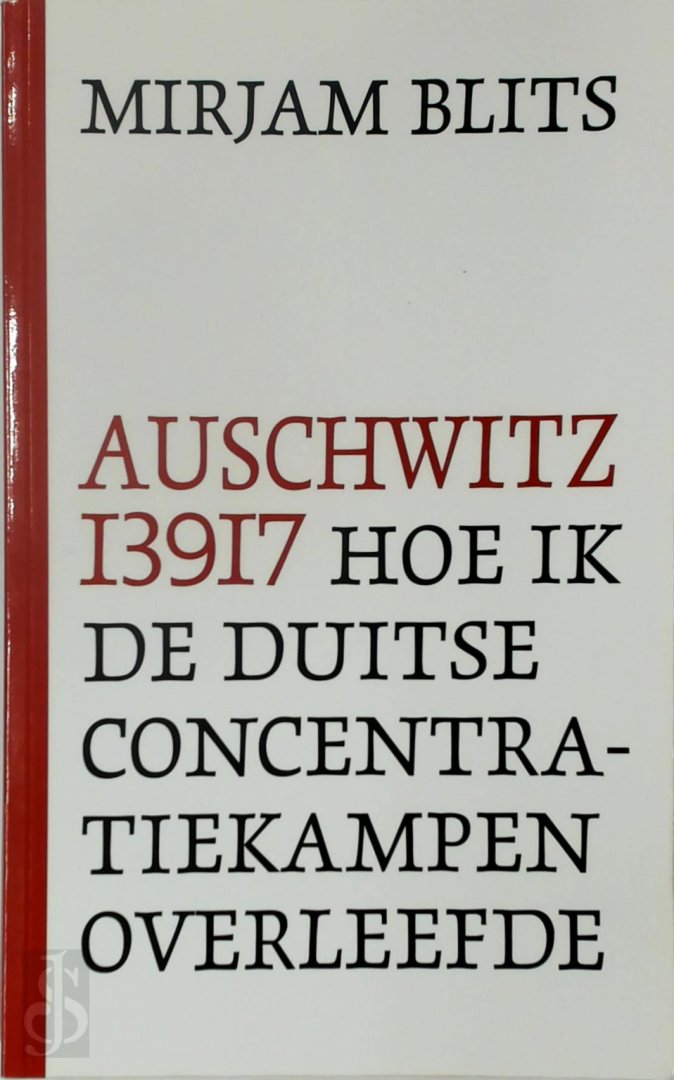 MIRJAM BLITS
AUSCHWITZ
13917 HOE IK
DE DUITSE
CONCENTRA-
TIEKAMPEN
OVERLEEFDE